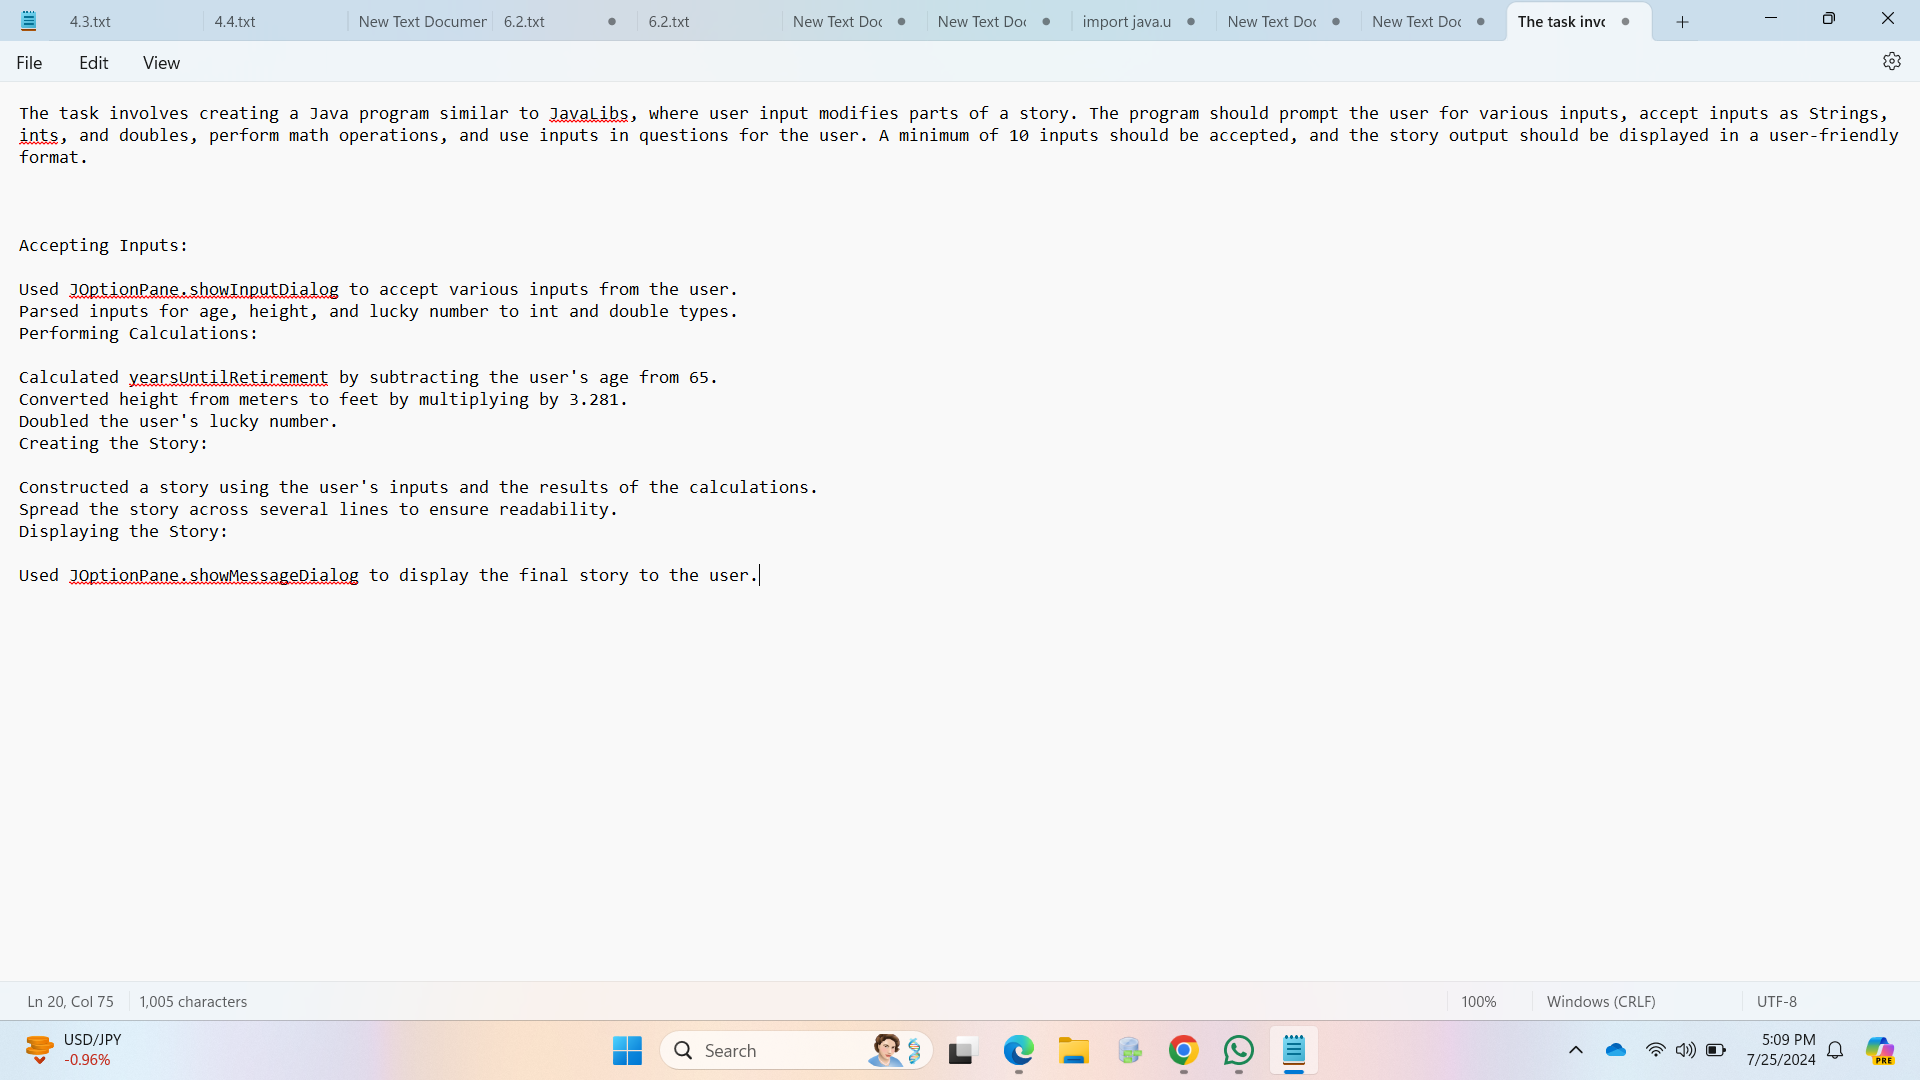 4.3.txt
4.4.txt
New Text Documen
6.2.txt
6.2.txt
New Text Doc
New Text Doc
import java.u
New Text Doc
New Text Doc
The task invo
File
Edit
View
The task involves creating a Java program similar to JavaLibs, where user input modifies parts of a story. The program should prompt the user for various inputs, accept inputs as Strings,
ints, and doubles, perform math operations, and use inputs in questions for the user. A minimum of 10 inputs should be accepted, and the story output should be displayed in a user-friendly
format.
Accepting Inputs:
Used JOptionPane.showInputDialog to accept various inputs from the user.
Parsed inputs for age, height, and lucky number to int and double types.
Performing Calculations:
Calculated yearsUntilRetirement by subtracting the user's age from 65.
Converted height from meters to feet by multiplying by 3.281.
Doubled the user's lucky number.
Creating the Story:
Constructed a story using the user's inputs and the results of the calculations.
Spread the story across several lines to ensure readability.
Displaying the Story:
Used JOptionPane.showMessageDialog to display the final story to the user.
Ln 20, Col 75
1,005 characters
100%
Windows (CRLF)
UTF-8
USD/JPY
-0.96%
Search
5:09 PM
7/25/2024
PRE